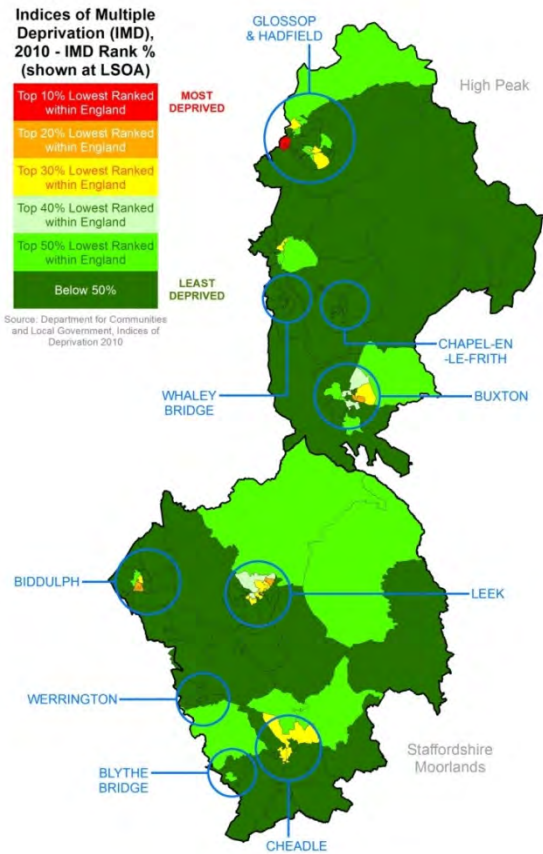 Indices of Multiple
Deprivation (IMD),
2010 - IMD Rank %
(shown at LSOA)
Top 10% Lowest Ranked
within England
Top 20% Lowest Ranked
within England
Top 30% Lowest Ranked
within England
Top 40% Lowest Ranked
within England
Top 50% Lowest Ranked
within England
Below 50%
MOST
DEPRIVED
LEAST
DEPRIVED
Source: Department for Communities
and Local Government, Indices of
Deprivation 2010
GLOSSOP
& HADFIELD
High Peak
CHAPEL-EN
-LE-FRITH
WHALEY
BRIDGE
BUXTON
BIDDULPH
LEEK
WERRINGTON
Staffordshire
Moorlands
BLYTHE
BRIDGE
CHEADLE